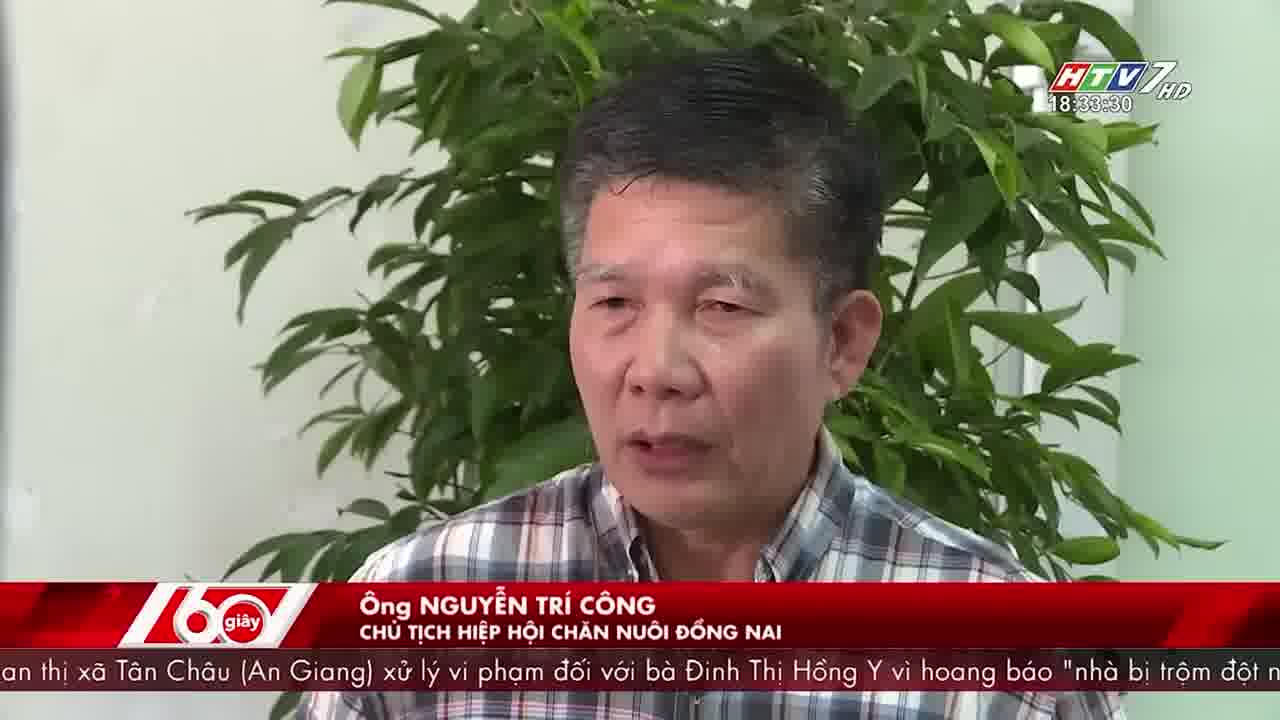 HTV7 HD
18:33:30
60 giây
Ông NGUYỄN TRÍ CÔNG
CHỦ TỊCH HIỆP HỘI CHĂN NUÔI ĐỒNG NAI
an thị xã Tân Châu (An Giang) xử lý vi phạm đối với bà Đinh Thị Hồng Y vì hoang báo "nhà bị trộm đột n